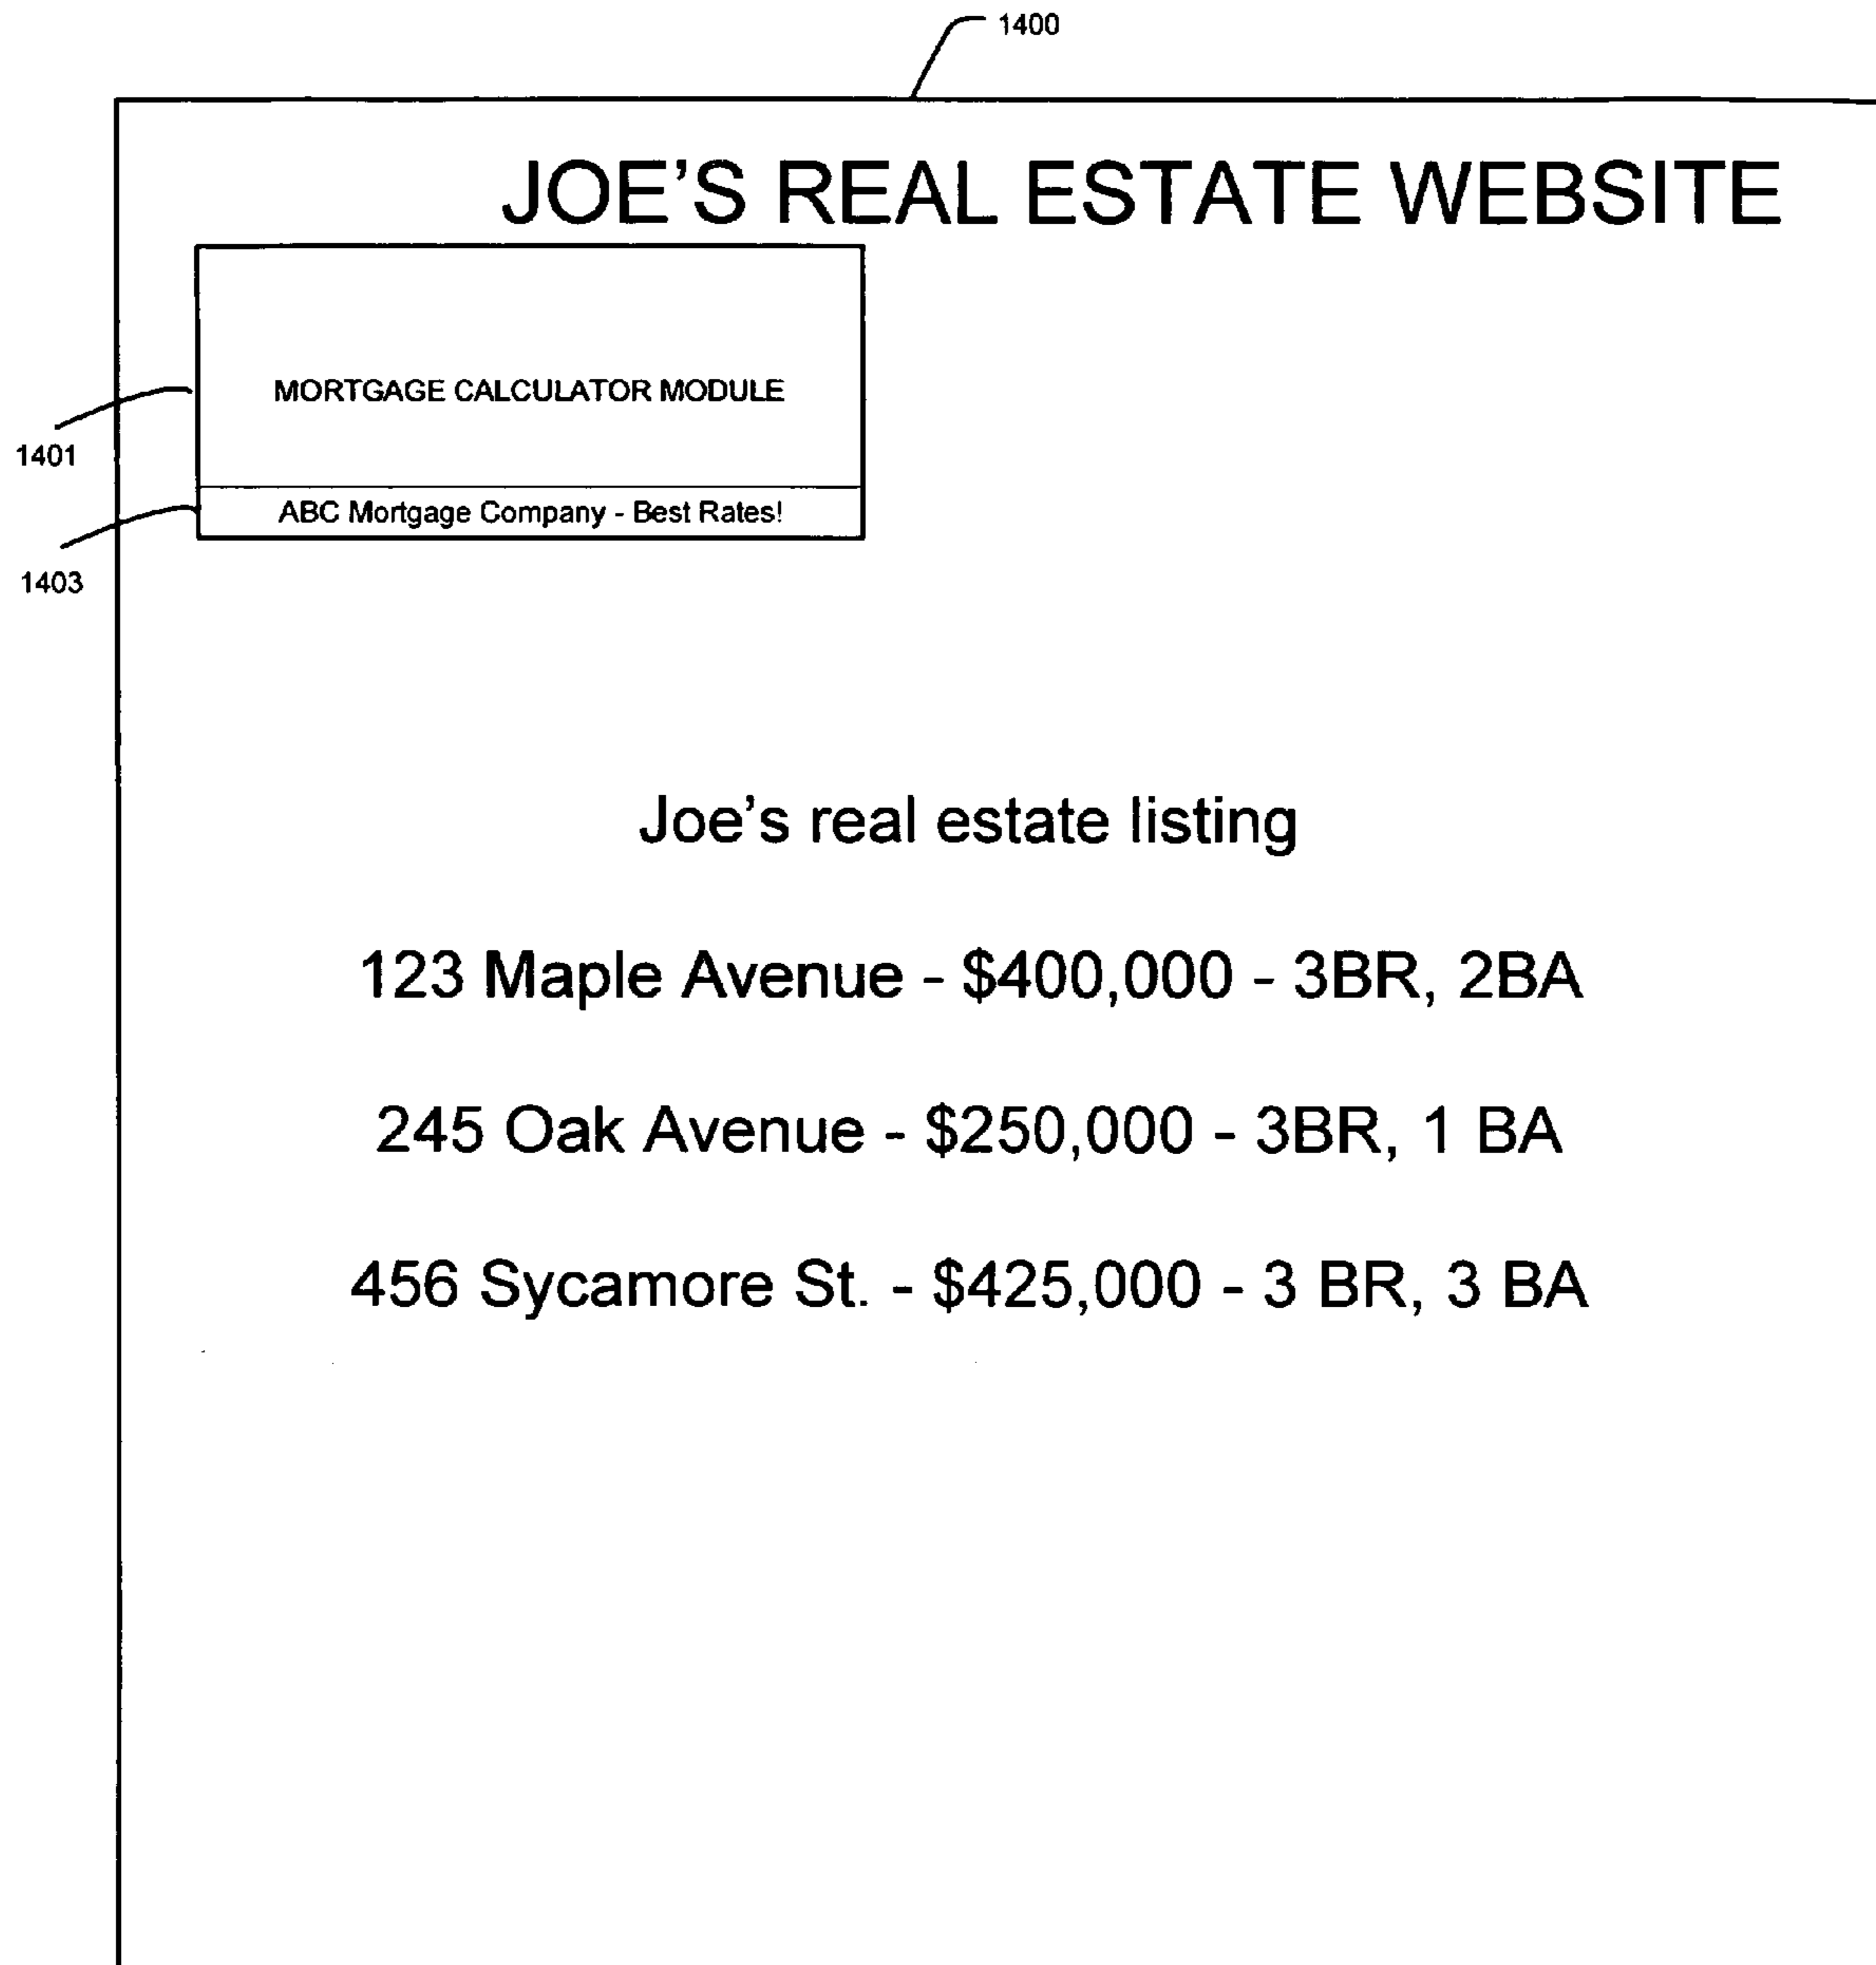 1400
JOE'S REAL ESTATE WEBSITE
MORTGAGE CALCULATOR MODULE
1401
ABC Mortgage Company - Best Rates!
1403
Joe's real estate listing
123 Maple Avenue - $400,000 - 3BR, 2BA
245 Oak Avenue - $250,000 - 3BR, 1 BA
456 Sycamore St. - $425,000 - 3 BR, 3 BA